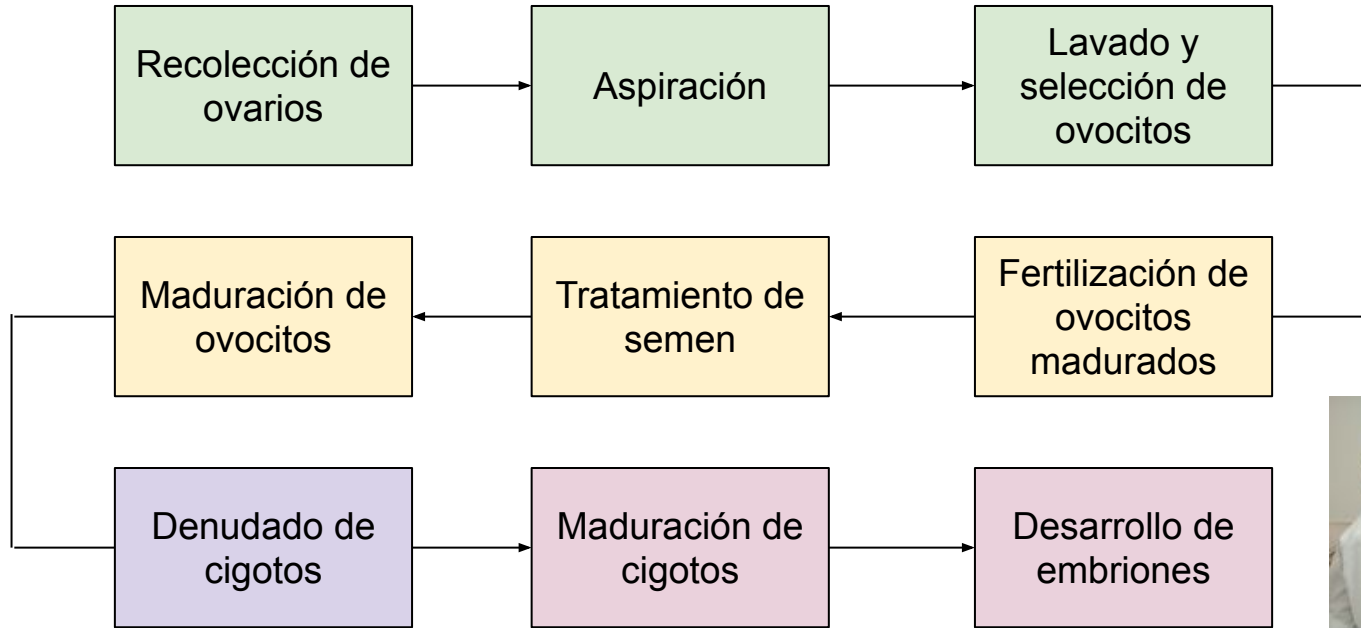 Recolección de
ovarios
Aspiración
Lavado y
selección de
ovocitos
Maduración de
ovocitos
Tratamiento de
semen
Fertilización de
ovocitos
madurados
Denudado de
cigotos
Maduración de
cigotos
Desarrollo de
embriones